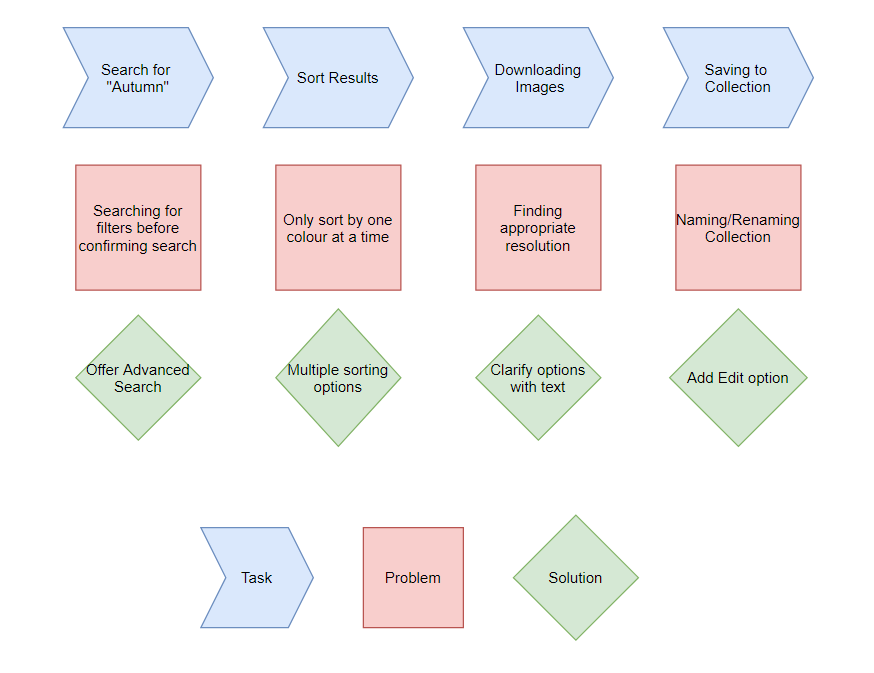 Search for
"Autumn"
Sort Results
Downloading
Images
Saving to
Collection
Searching for
filters before
confirming search
Only sort by one
colour at a time
Finding
appropriate
resolution
Naming/Renaming
Collection
Offer Advanced
Search
Multiple sorting
options
Clarify options
with text
Add Edit option
Task
Problem
Solution